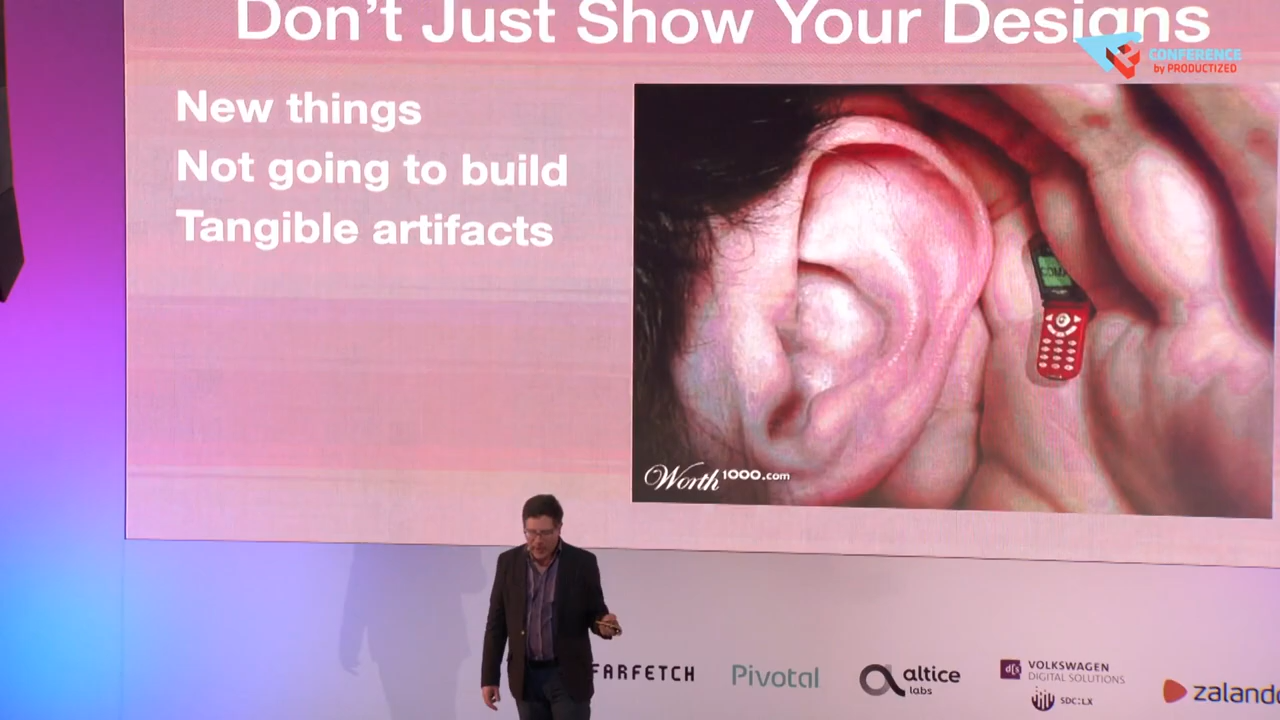 Don't Just Show Your Designs
CONFERENCE
by PRODUCTIZED
New things
Not going to build
Tangible artifacts
Worth1000.com
FARFETCH
Pivotal
altice
labs
d[s
VOLKSWAGEN
DIGITAL SOLUTIONS
SDC:LX
zalando